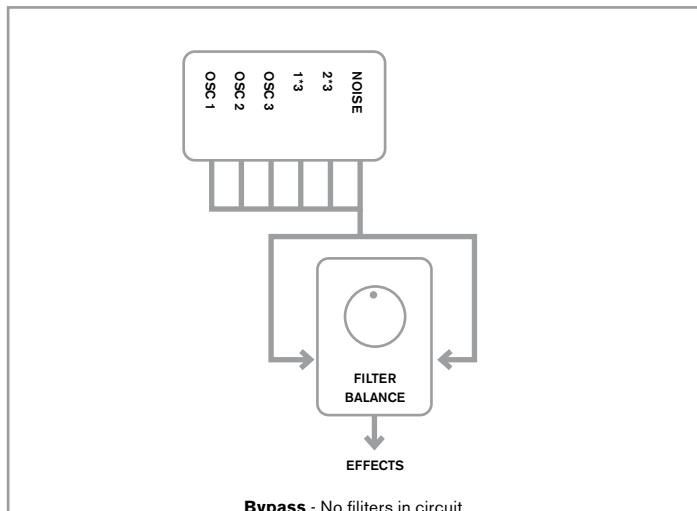 OSC 1
OSC 2
OSC 3
1*3
2*3
NOISE
FILTER
BALANCE
EFFECTS
Bypass - No filiters in circuit